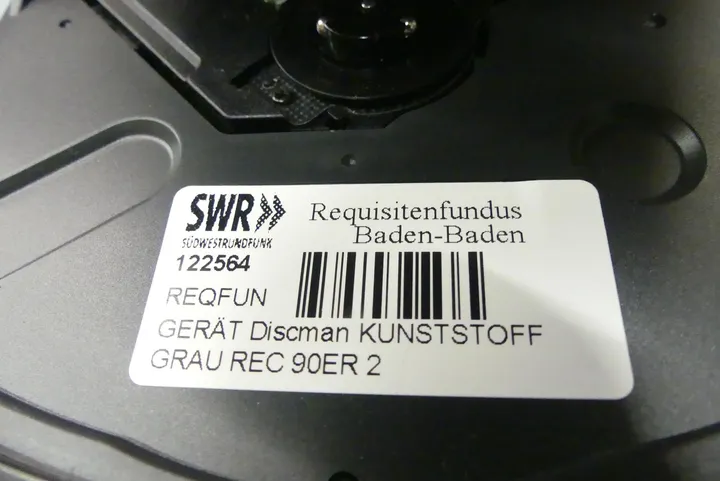 SWR
SÜDWESTRUNDFUNK
Requisitenfundus
Baden-Baden
122564
REQFUN
GERÄT Discman KUNSTSTOFF
GRAU REC 90ER 2